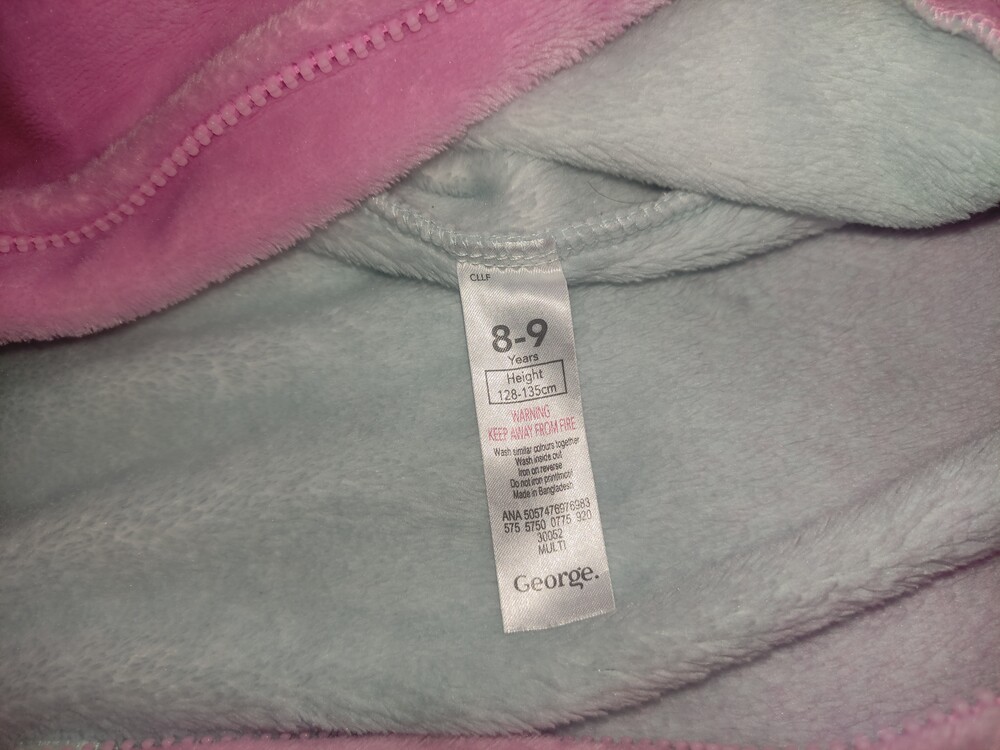 CLLF
8-9
Years
Height
128-135cm
WARNING
KEEP AWAY FROM FIRE
Wash similar colours together
Wash inside out
Iron on reverse
Do not iron print/motif
Made in Bangladesh
ANA 5057476976983
575 5750 0775 920
30052
MULTI
George.